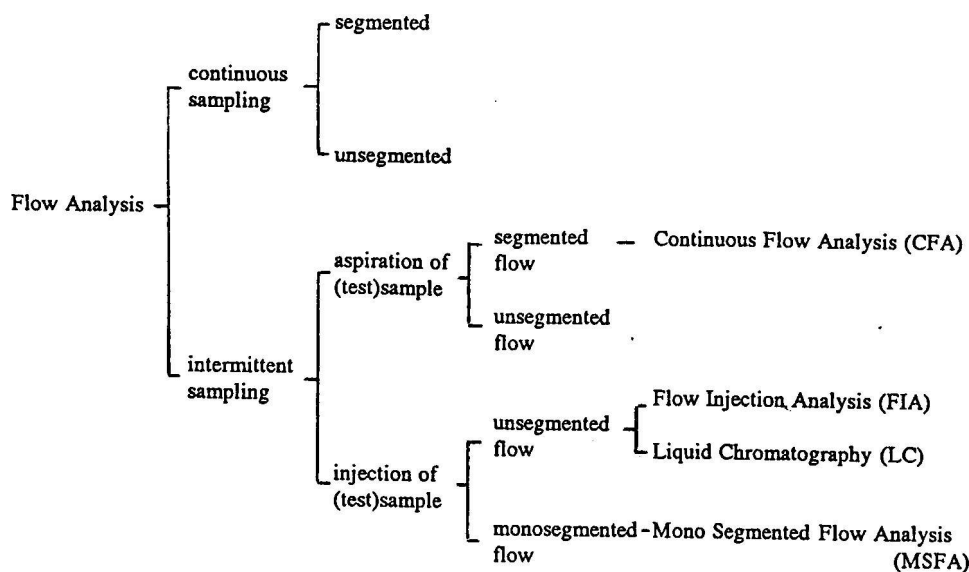 segmented
continuous
sampling
unsegmented
Flow Analysis
segmented
flow
Continuous Flow Analysis (CFA)
aspiration of
(test)sample
unsegmented
flow
intermittent
sampling
Flow Injection Analysis (FIA)
unsegmented
flow
Liquid Chromatography (LC)
injection of
(test)sample
monosegmented
flow
Mono Segmented Flow Analysis
(MSFA)